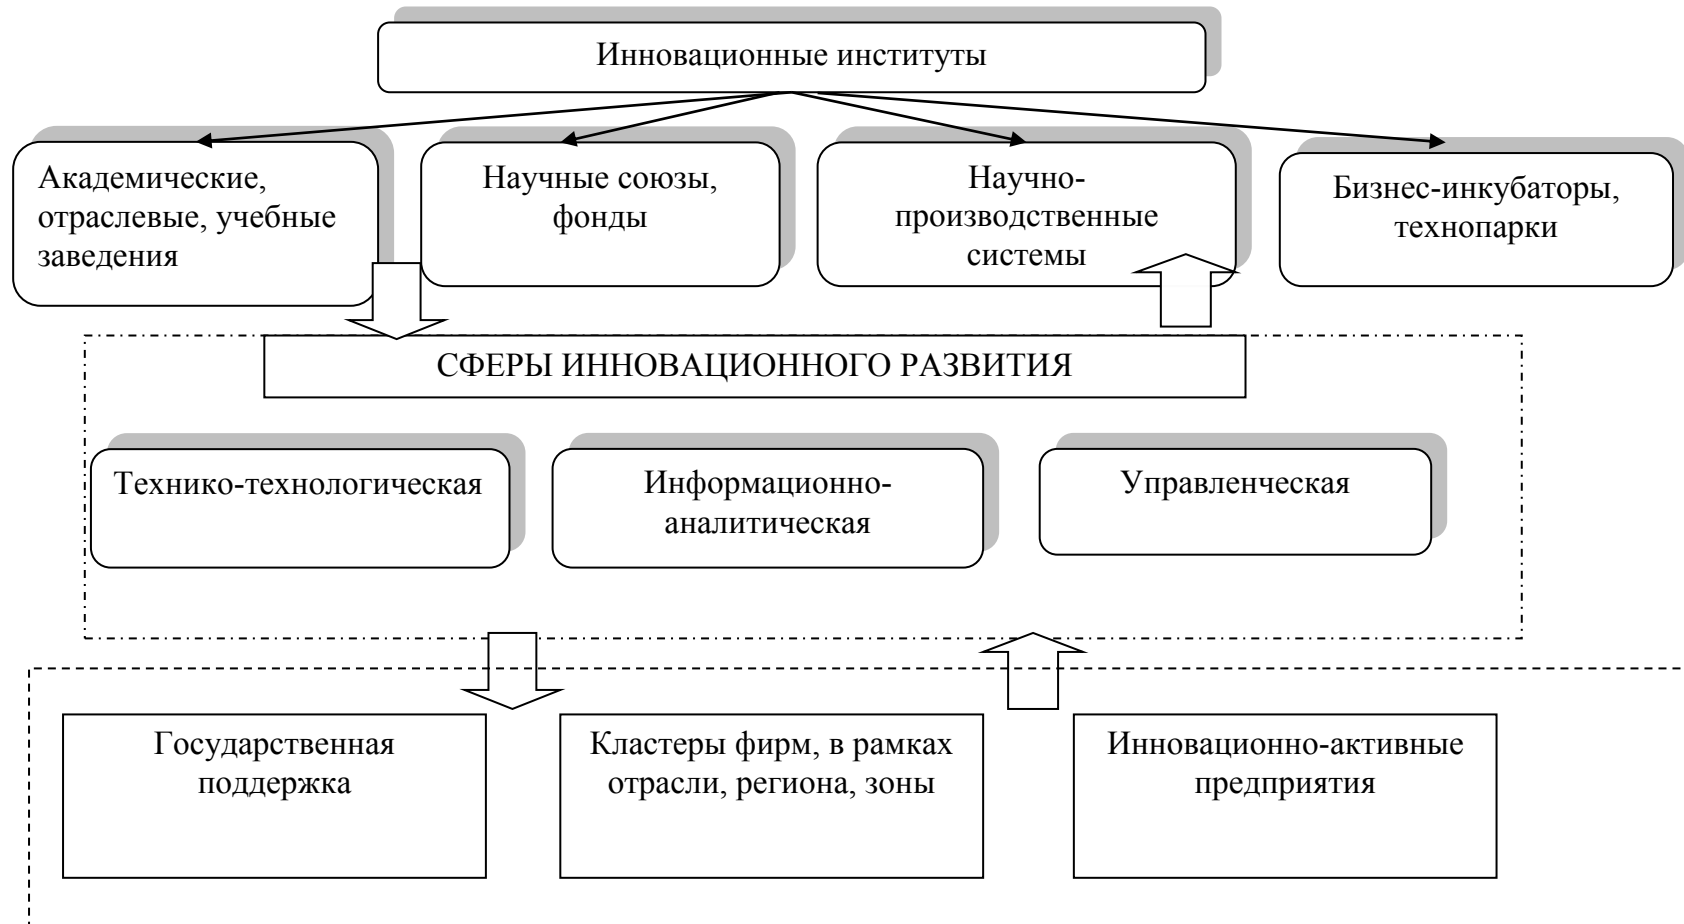 Инновационные институты
Академические,
отраслевые, учебные
заведения
Научные союзы,
фонды
Научно-
производственные
системы
Бизнес-инкубаторы,
технопарки
СФЕРЫ ИННОВАЦИОННОГО РАЗВИТИЯ
Технико-технологическая
Информационно-
аналитическая
Управленческая
Государственная
поддержка
Кластеры фирм, в рамках
отрасли, региона, зоны
Инновационно-активные
предприятия